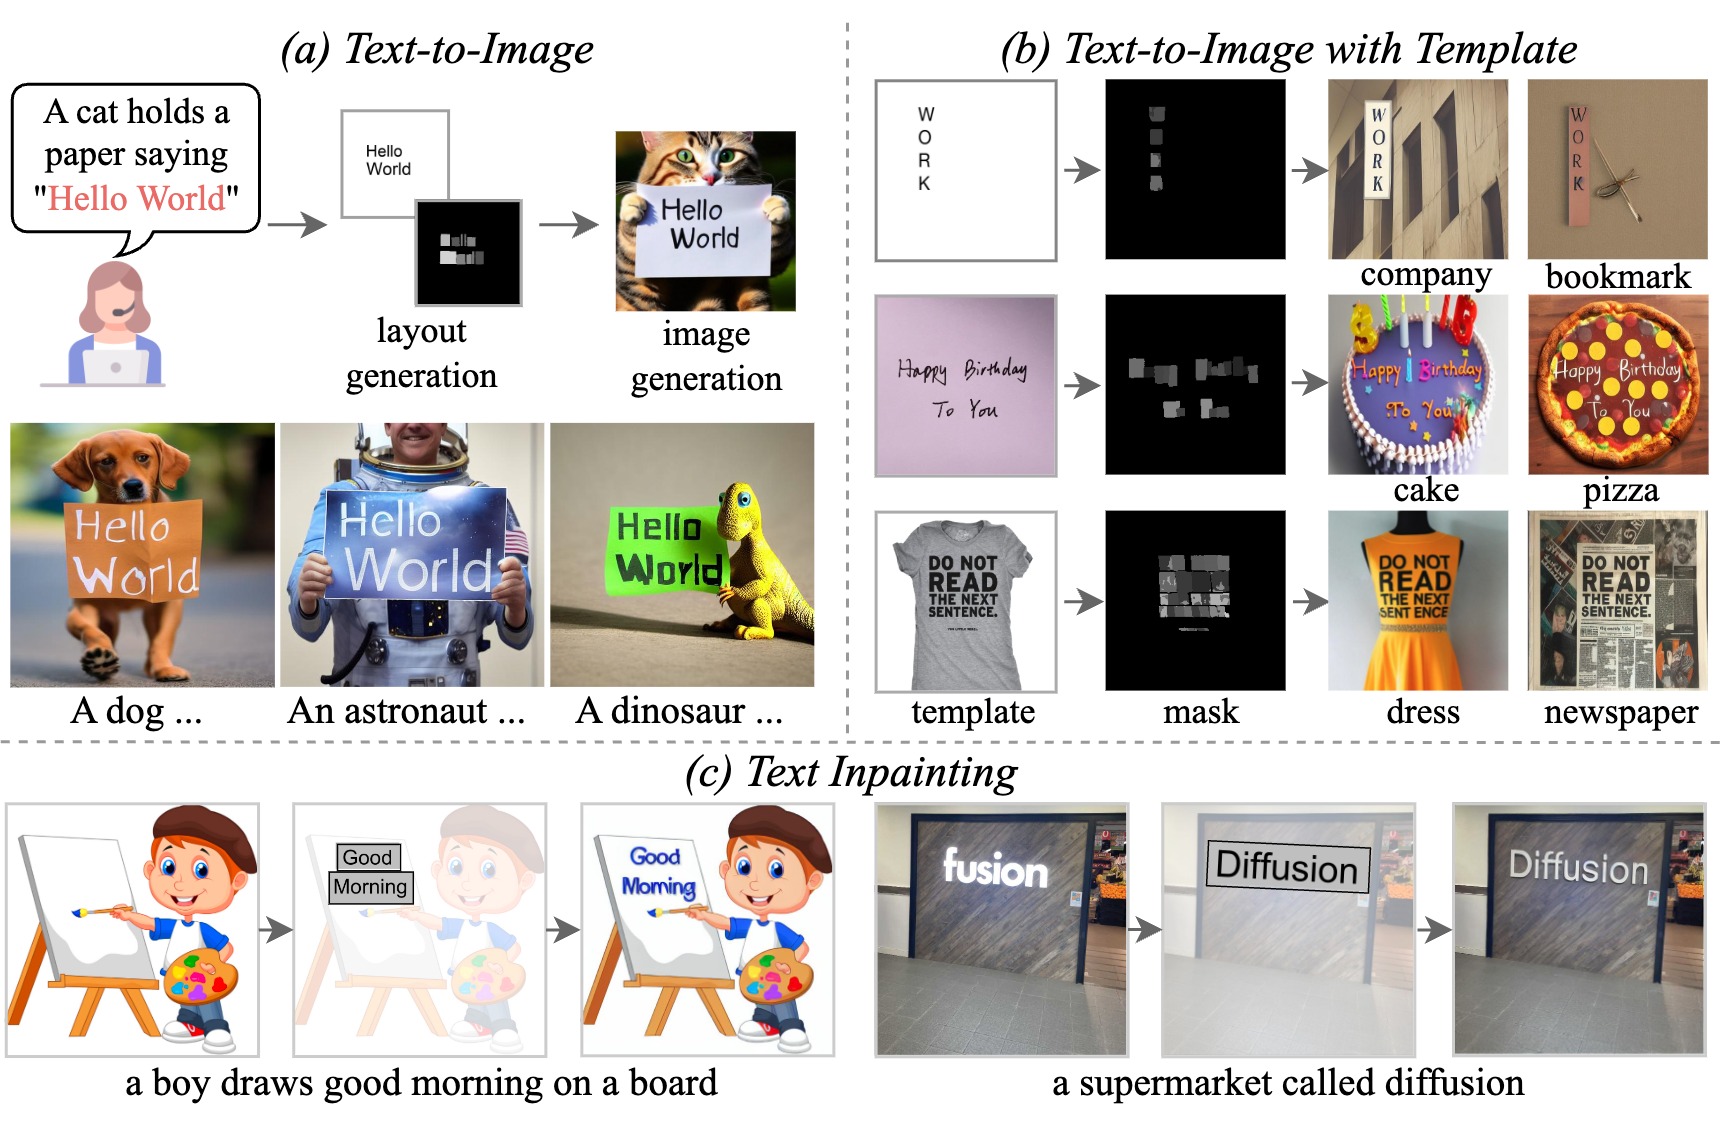 (a) Text-to-Image
A cat holds a
paper saying
"Hello World"
Hello
World
layout
generation
Hello
World
image
generation
Hello
World
A dog ...
Hello
World
An astronaut ...
Hello
World
A dinosaur ...
(b) Text-to-Image with Template
W
O
R
K
W
O
R
K
company
W
O
R
K
bookmark
Happy Birthday
To You
Happy Birthday
To You
cake
Happy Birthday
To You
pizza
DO NOT
READ
THE NEXT
SENTENCE.
template
mask
DO NOT
READ
THE NEXT
SENT ENCE
dress
DO NOT
READ
THE NEXT
SENTENCE.
newspaper
(c) Text Inpainting
Good
Morning
Good
Morning
a boy draws good morning on a board
fusion
Diffusion
Diffusion
a supermarket called diffusion